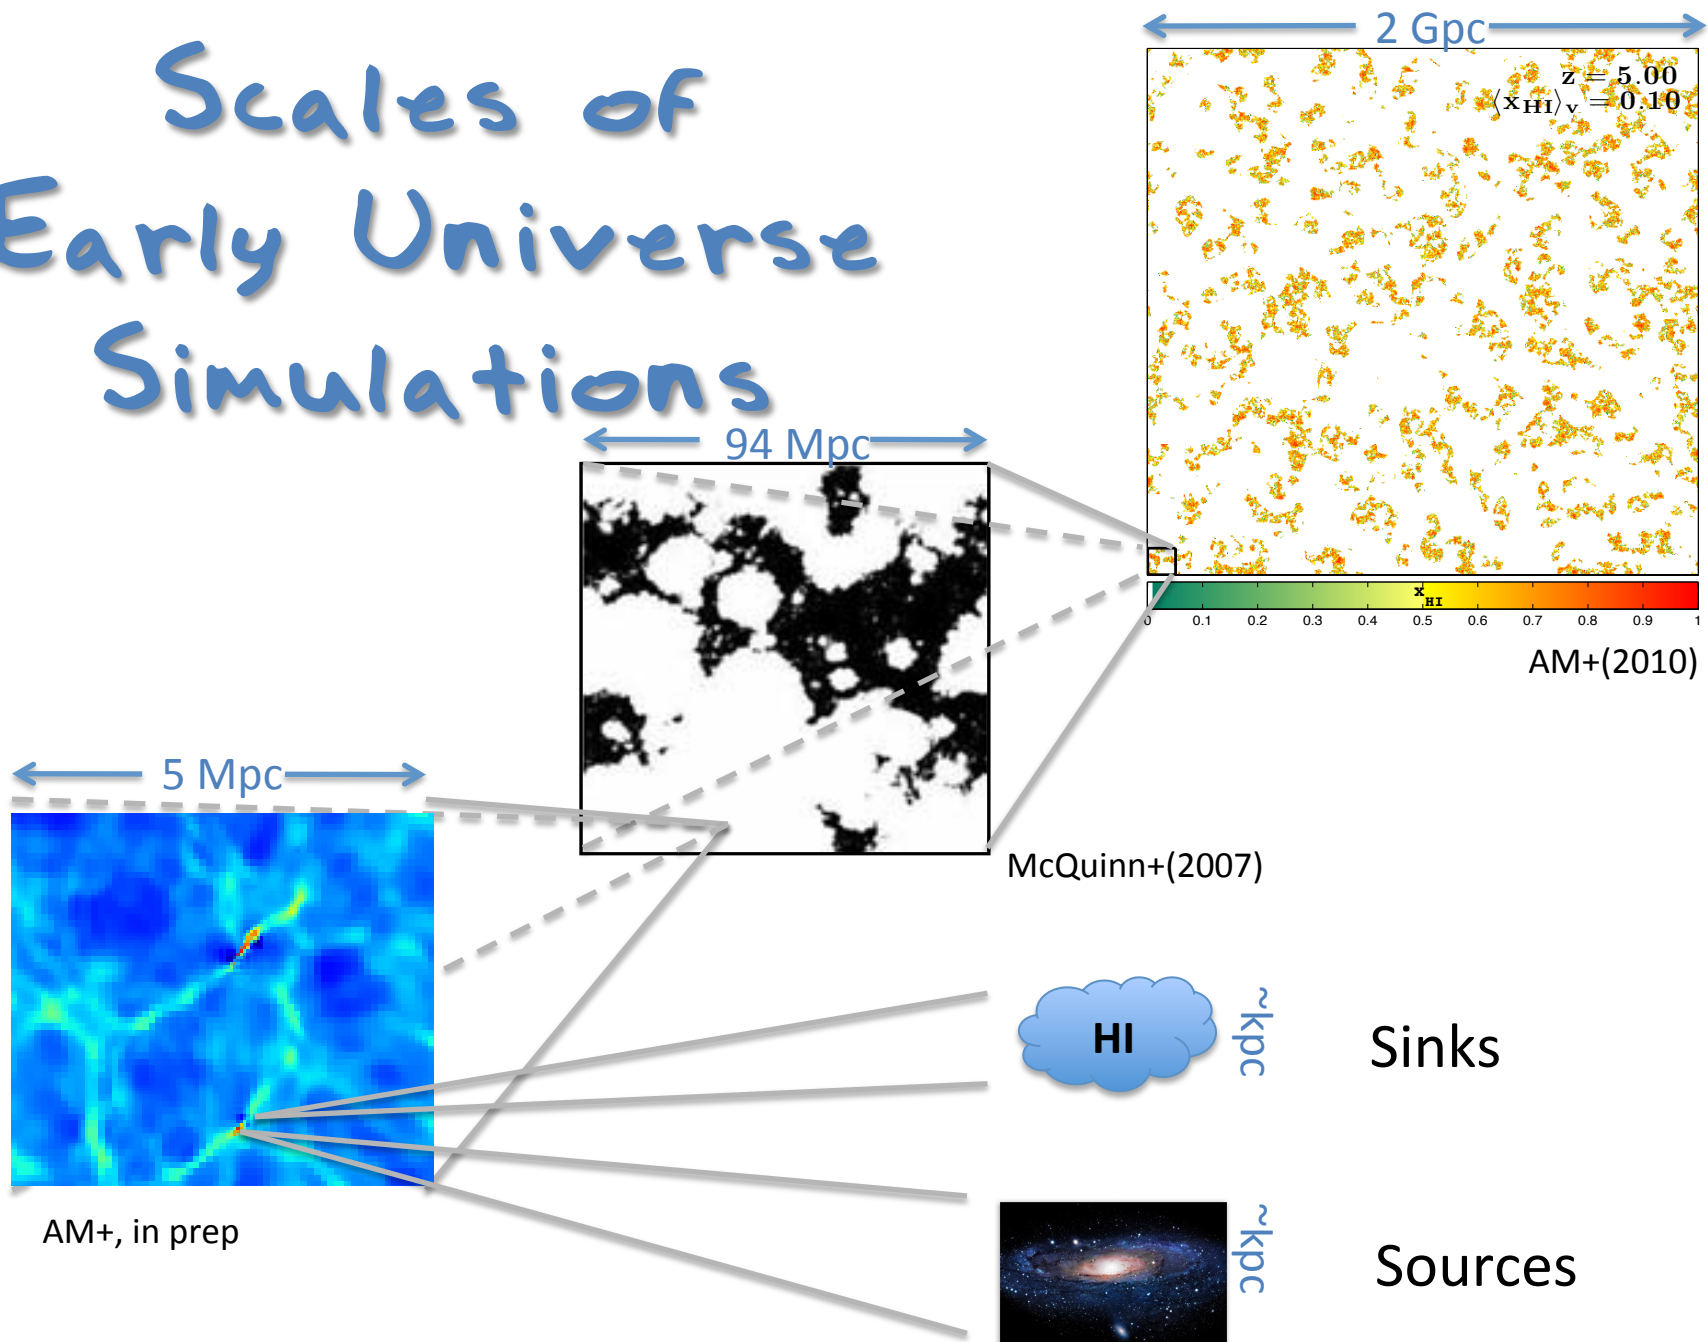 Scales of
Early Universe
Simulations
2 Gpc
z = 5.00
⟨x_HI⟩_v = 0.10
x_HI
0 0.1 0.2 0.3 0.4 0.5 0.6 0.7 0.8 0.9 1
AM+(2010)
94 Mpc
McQuinn+(2007)
5 Mpc
AM+, in prep
HI
~kpc
Sinks
~kpc
Sources